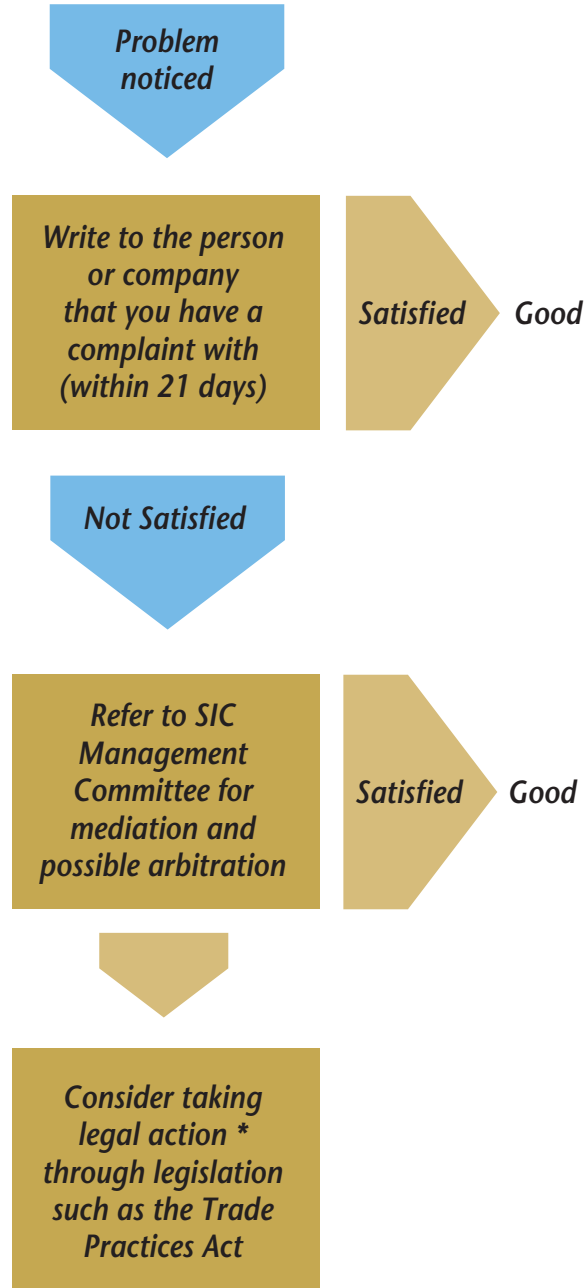 Problem
noticed
Write to the person
or company
that you have a
complaint with
(within 21 days)
Satisfied
Good
Not Satisfied
Refer to SIC
Management
Committee for
mediation and
possible arbitration
Satisfied
Good
Consider taking
legal action *
through legislation
such as the Trade
Practices Act